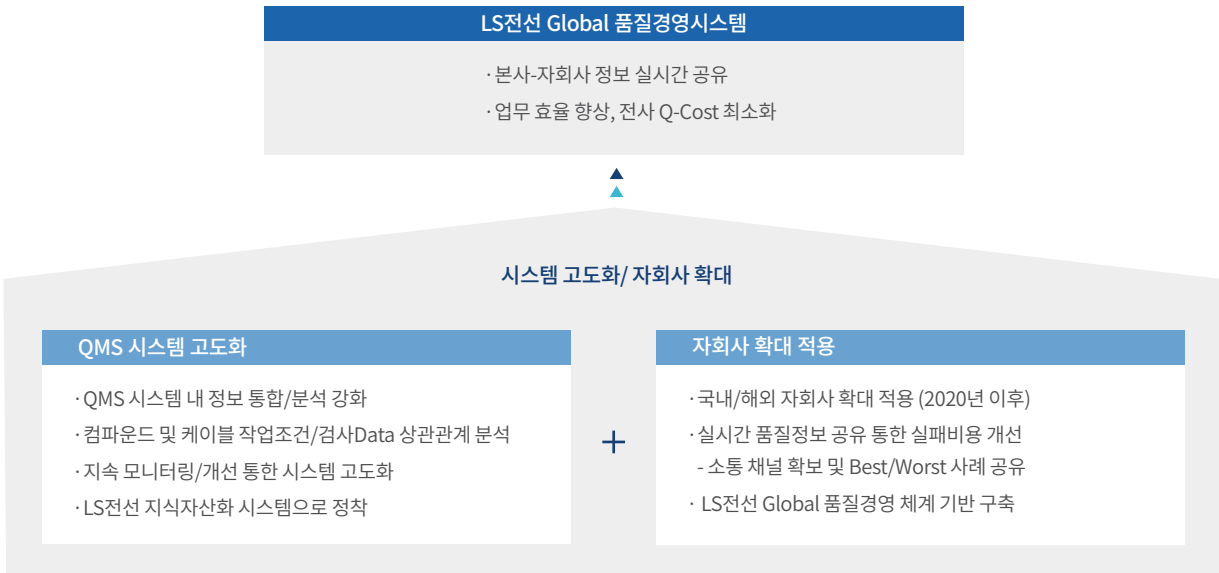 LS전선 Global 품질경영시스템
·본사-자회사 정보 실시간 공유
·업무 효율 향상, 전사 Q-Cost 최소화
시스템 고도화/ 자회사 확대
QMS 시스템 고도화
·QMS 시스템 내 정보 통합/분석 강화
·컴파운드 및 케이블 작업조건/검사Data 상관관계 분석
·지속 모니터링/개선 통한 시스템 고도화
·LS전선 지식자산화 시스템으로 정착
+
자회사 확대 적용
·국내/해외 자회사 확대 적용 (2020년 이후)
·실시간 품질정보 공유 통한 실패비용 개선
- 소통 채널 확보 및 Best/Worst 사례 공유
· LS전선 Global 품질경영 체계 기반 구축